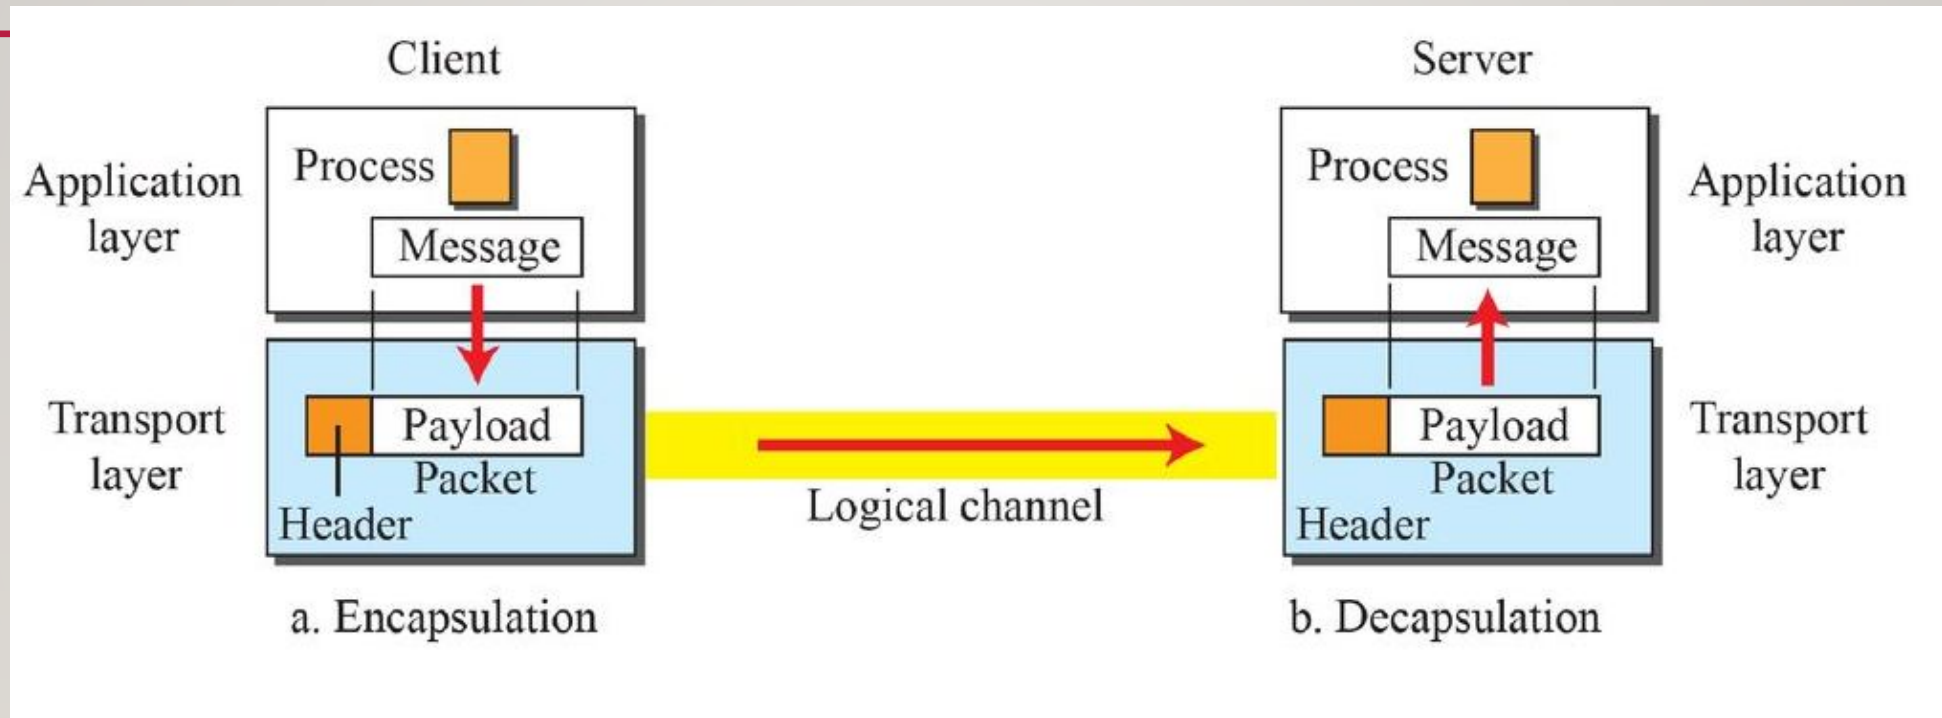 Client
Server
Process
Process
Application
layer
Application
layer
Message
Message
Transport
layer
Payload
Payload
Transport
layer
Packet
Packet
Logical channel
Header
Header
a. Encapsulation
b. Decapsulation